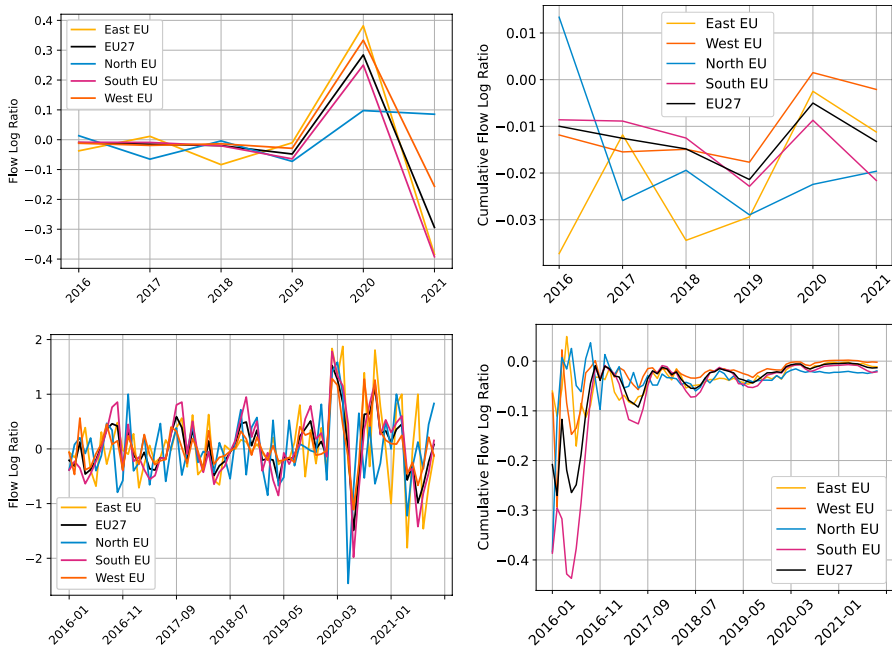 0.4
0.3
0.2
0.1
0.0
−0.1
−0.2
−0.3
−0.4
Flow Log Ratio
East EU
EU27
North EU
South EU
West EU
2016
2017
2018
2019
2020
2021
0.01
0.00
−0.01
−0.02
−0.03
Cumulative Flow Log Ratio
East EU
West EU
North EU
South EU
EU27
2016
2017
2018
2019
2020
2021
2
1
0
−1
−2
Flow Log Ratio
East EU
EU27
North EU
South EU
West EU
2016-01
2016-11
2017-09
2018-07
2019-05
2020-03
2021-01
0.0
−0.1
−0.2
−0.3
−0.4
Cumulative Flow Log Ratio
East EU
West EU
North EU
South EU
EU27
2016-01
2016-11
2017-09
2018-07
2019-05
2020-03
2021-01